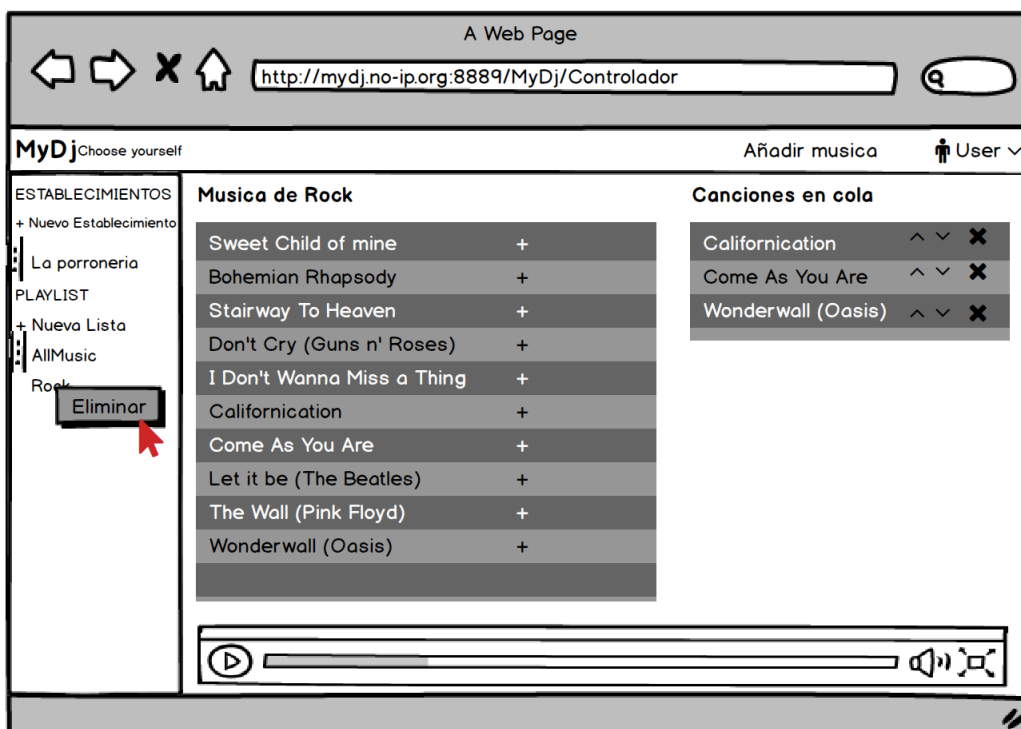 A Web Page
http://mydj.no-ip.org:8889/MyDj/Controlador
MyDj Choose yourself
Añadir musica
User
ESTABLECIMIENTOS
+ Nuevo Establecimiento
La porroneria
PLAYLIST
+ Nueva Lista
AllMusic
Rock
Eliminar
Musica de Rock
Sweet Child of mine +
Bohemian Rhapsody +
Stairway To Heaven +
Don't Cry (Guns n' Roses) +
I Don't Wanna Miss a Thing +
Californication +
Come As You Are +
Let it be (The Beatles) +
The Wall (Pink Floyd) +
Wonderwall (Oasis) +
Canciones en cola
Californication
Come As You Are
Wonderwall (Oasis)